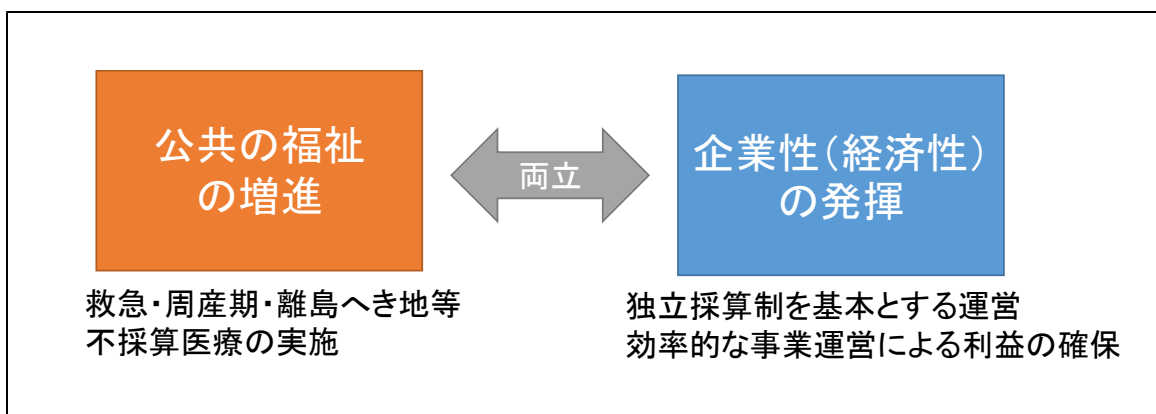 公共の福祉
の増進
両立
企業性(経済性)
の発揮
救急・周産期・離島へき地等
不採算医療の実施
独立採算制を基本とする運営
効率的な事業運営による利益の確保